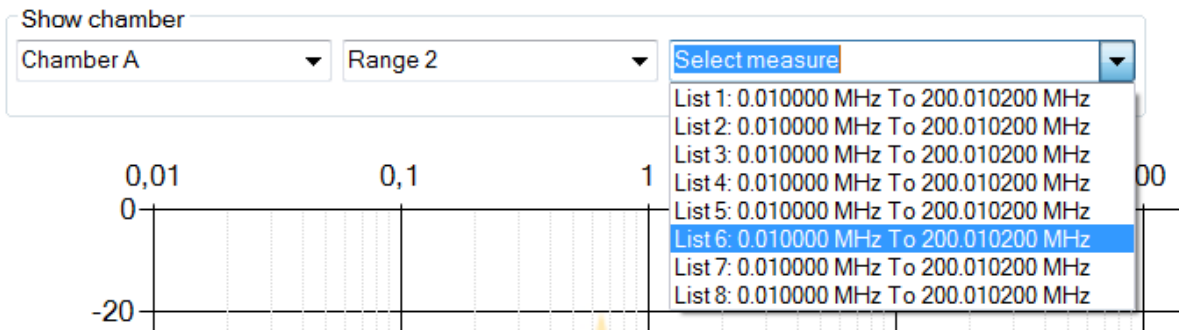 Show chamber
Chamber A Range 2 Select measure
List 1: 0.010000 MHz To 200.010200 MHz
List 2: 0.010000 MHz To 200.010200 MHz
List 3: 0.010000 MHz To 200.010200 MHz
List 4: 0.010000 MHz To 200.010200 MHz
List 5: 0.010000 MHz To 200.010200 MHz
List 6: 0.010000 MHz To 200.010200 MHz
List 7: 0.010000 MHz To 200.010200 MHz
List 8: 0.010000 MHz To 200.010200 MHz
0,01 0,1 1
0
-20